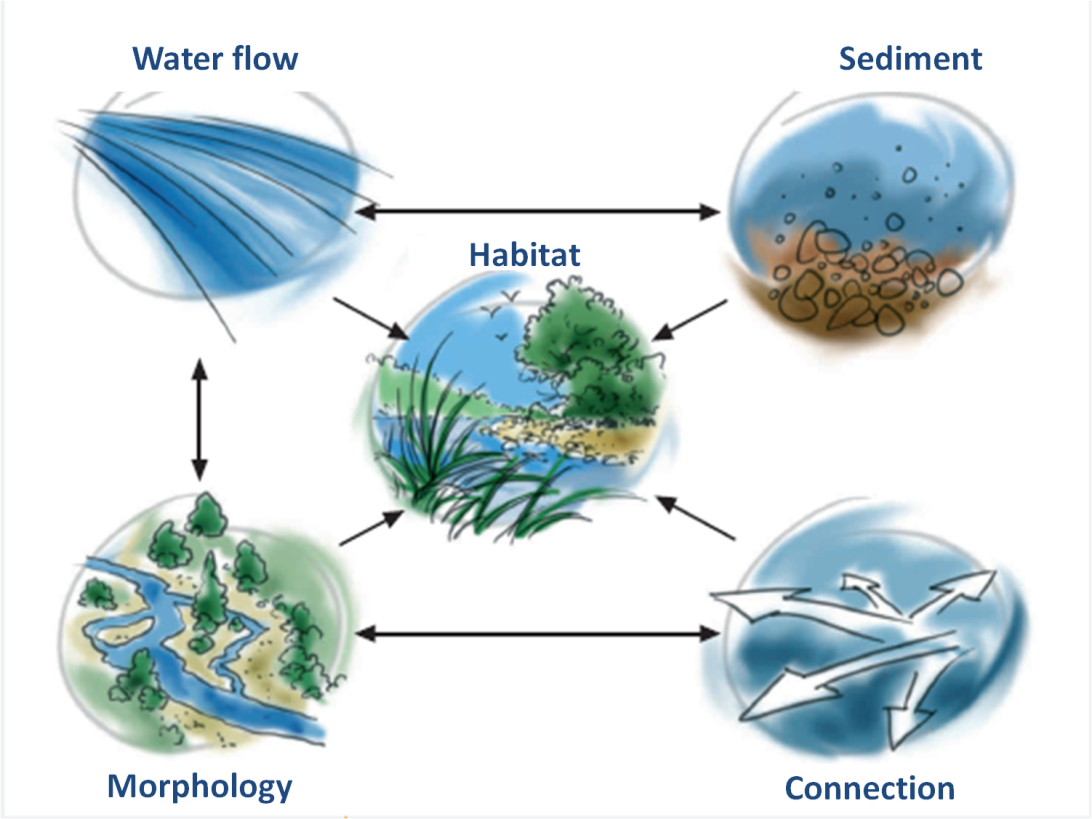 Water flow
Sediment
Habitat
Morphology
Connection